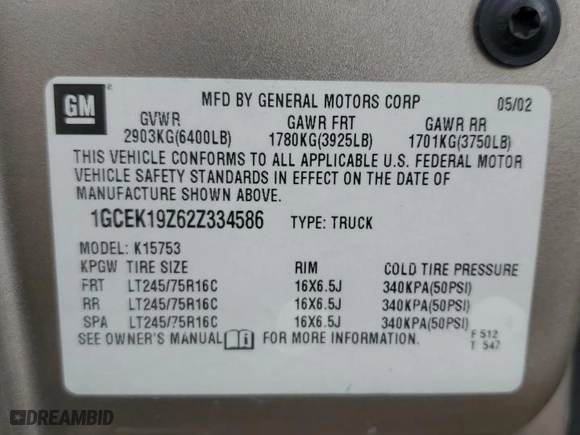 GM
MFD BY GENERAL MOTORS CORP 05/02
GVWR GAWR FRT GAWR RR
2903KG(6400LB) 1780KG(3925LB) 1701KG(3750LB)
THIS VEHICLE CONFORMS TO ALL APPLICABLE U.S. FEDERAL MOTOR
VEHICLE SAFETY STANDARDS IN EFFECT ON THE DATE OF
MANUFACTURE SHOWN ABOVE.
1GCEK19Z62Z334586 TYPE: TRUCK
MODEL: K15753
KPGW TIRE SIZE RIM COLD TIRE PRESSURE
FRT LT245/75R16C 16X6.5J 340KPA(50PSI)
RR LT245/75R16C 16X6.5J 340KPA(50PSI)
SPA LT245/75R16C 16X6.5J 340KPA(50PSI)
SEE OWNER'S MANUAL FOR MORE INFORMATION.
F 512
T 547
DREAMBID